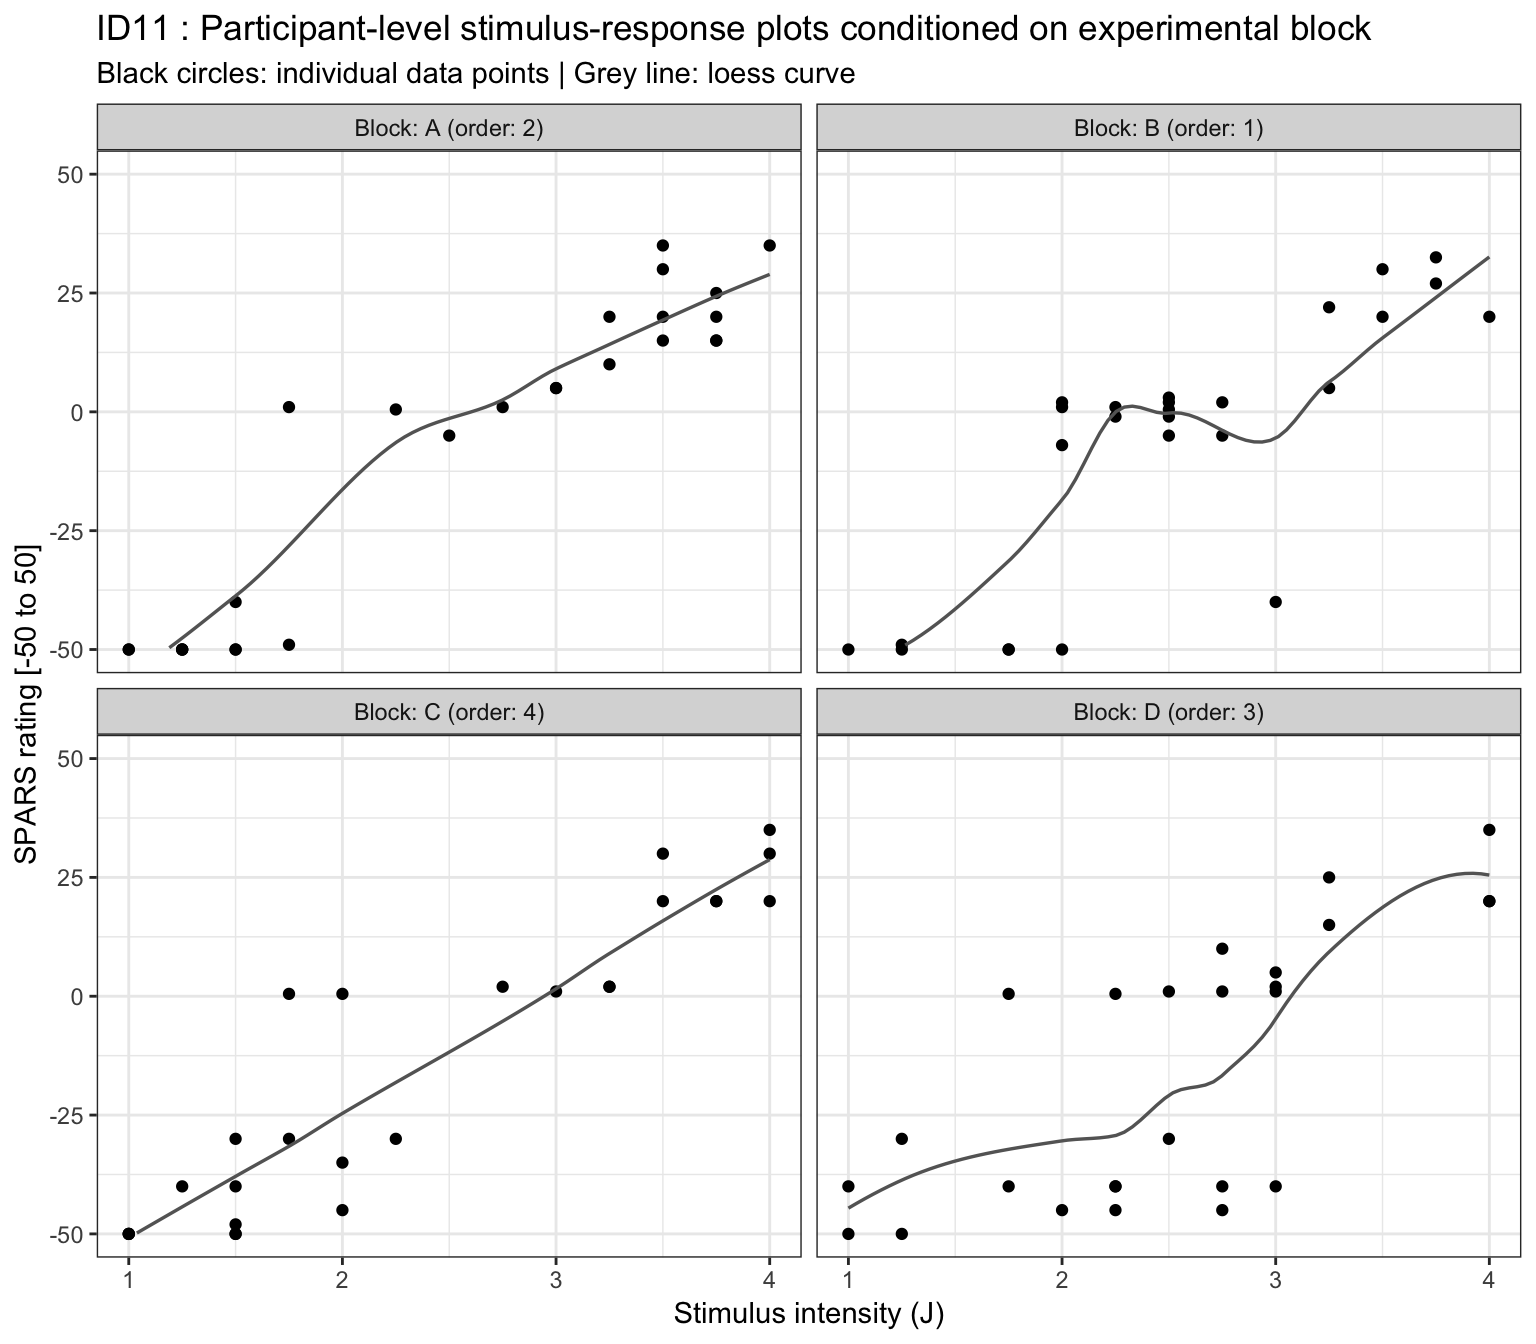 ID11 : Participant-level stimulus-response plots conditioned on experimental block
Black circles: individual data points | Grey line: loess curve
Block: A (order: 2)
Block: B (order: 1)
50
25
0
-25
-50
Block: C (order: 4)
Block: D (order: 3)
50
25
0
-25
-50
SPARS rating [-50 to 50]
1 2 3 4
1 2 3 4
Stimulus intensity (J)